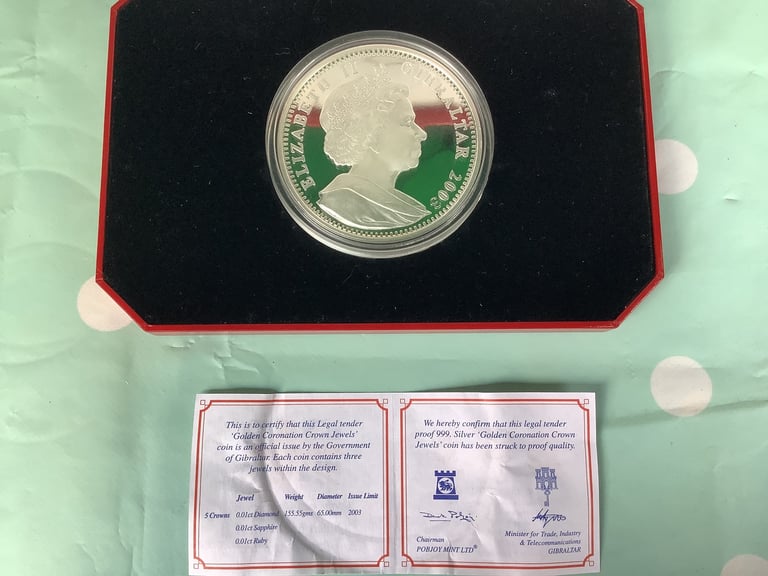 ELIZABETH II GIBRALTAR 2003
This is to certify that this Legal tender
'Golden Coronation Crown Jewels'
coin is an official issue by the Government
of Gibraltar. Each coin contains three
jewels within the design.
Jewel Weight Diameter Issue Limit
5 Crowns 0.01ct Diamond 155.55gms 65.00mm 2003
0.01ct Sapphire
0.01ct Ruby
We hereby confirm that this legal tender
proof 999. Silver 'Golden Coronation Crown
Jewels' coin has been struck to proof quality.
Chairman
POBJOY MINT LTD®
Minister for Trade, Industry
& Telecommunications
GIBRALTAR